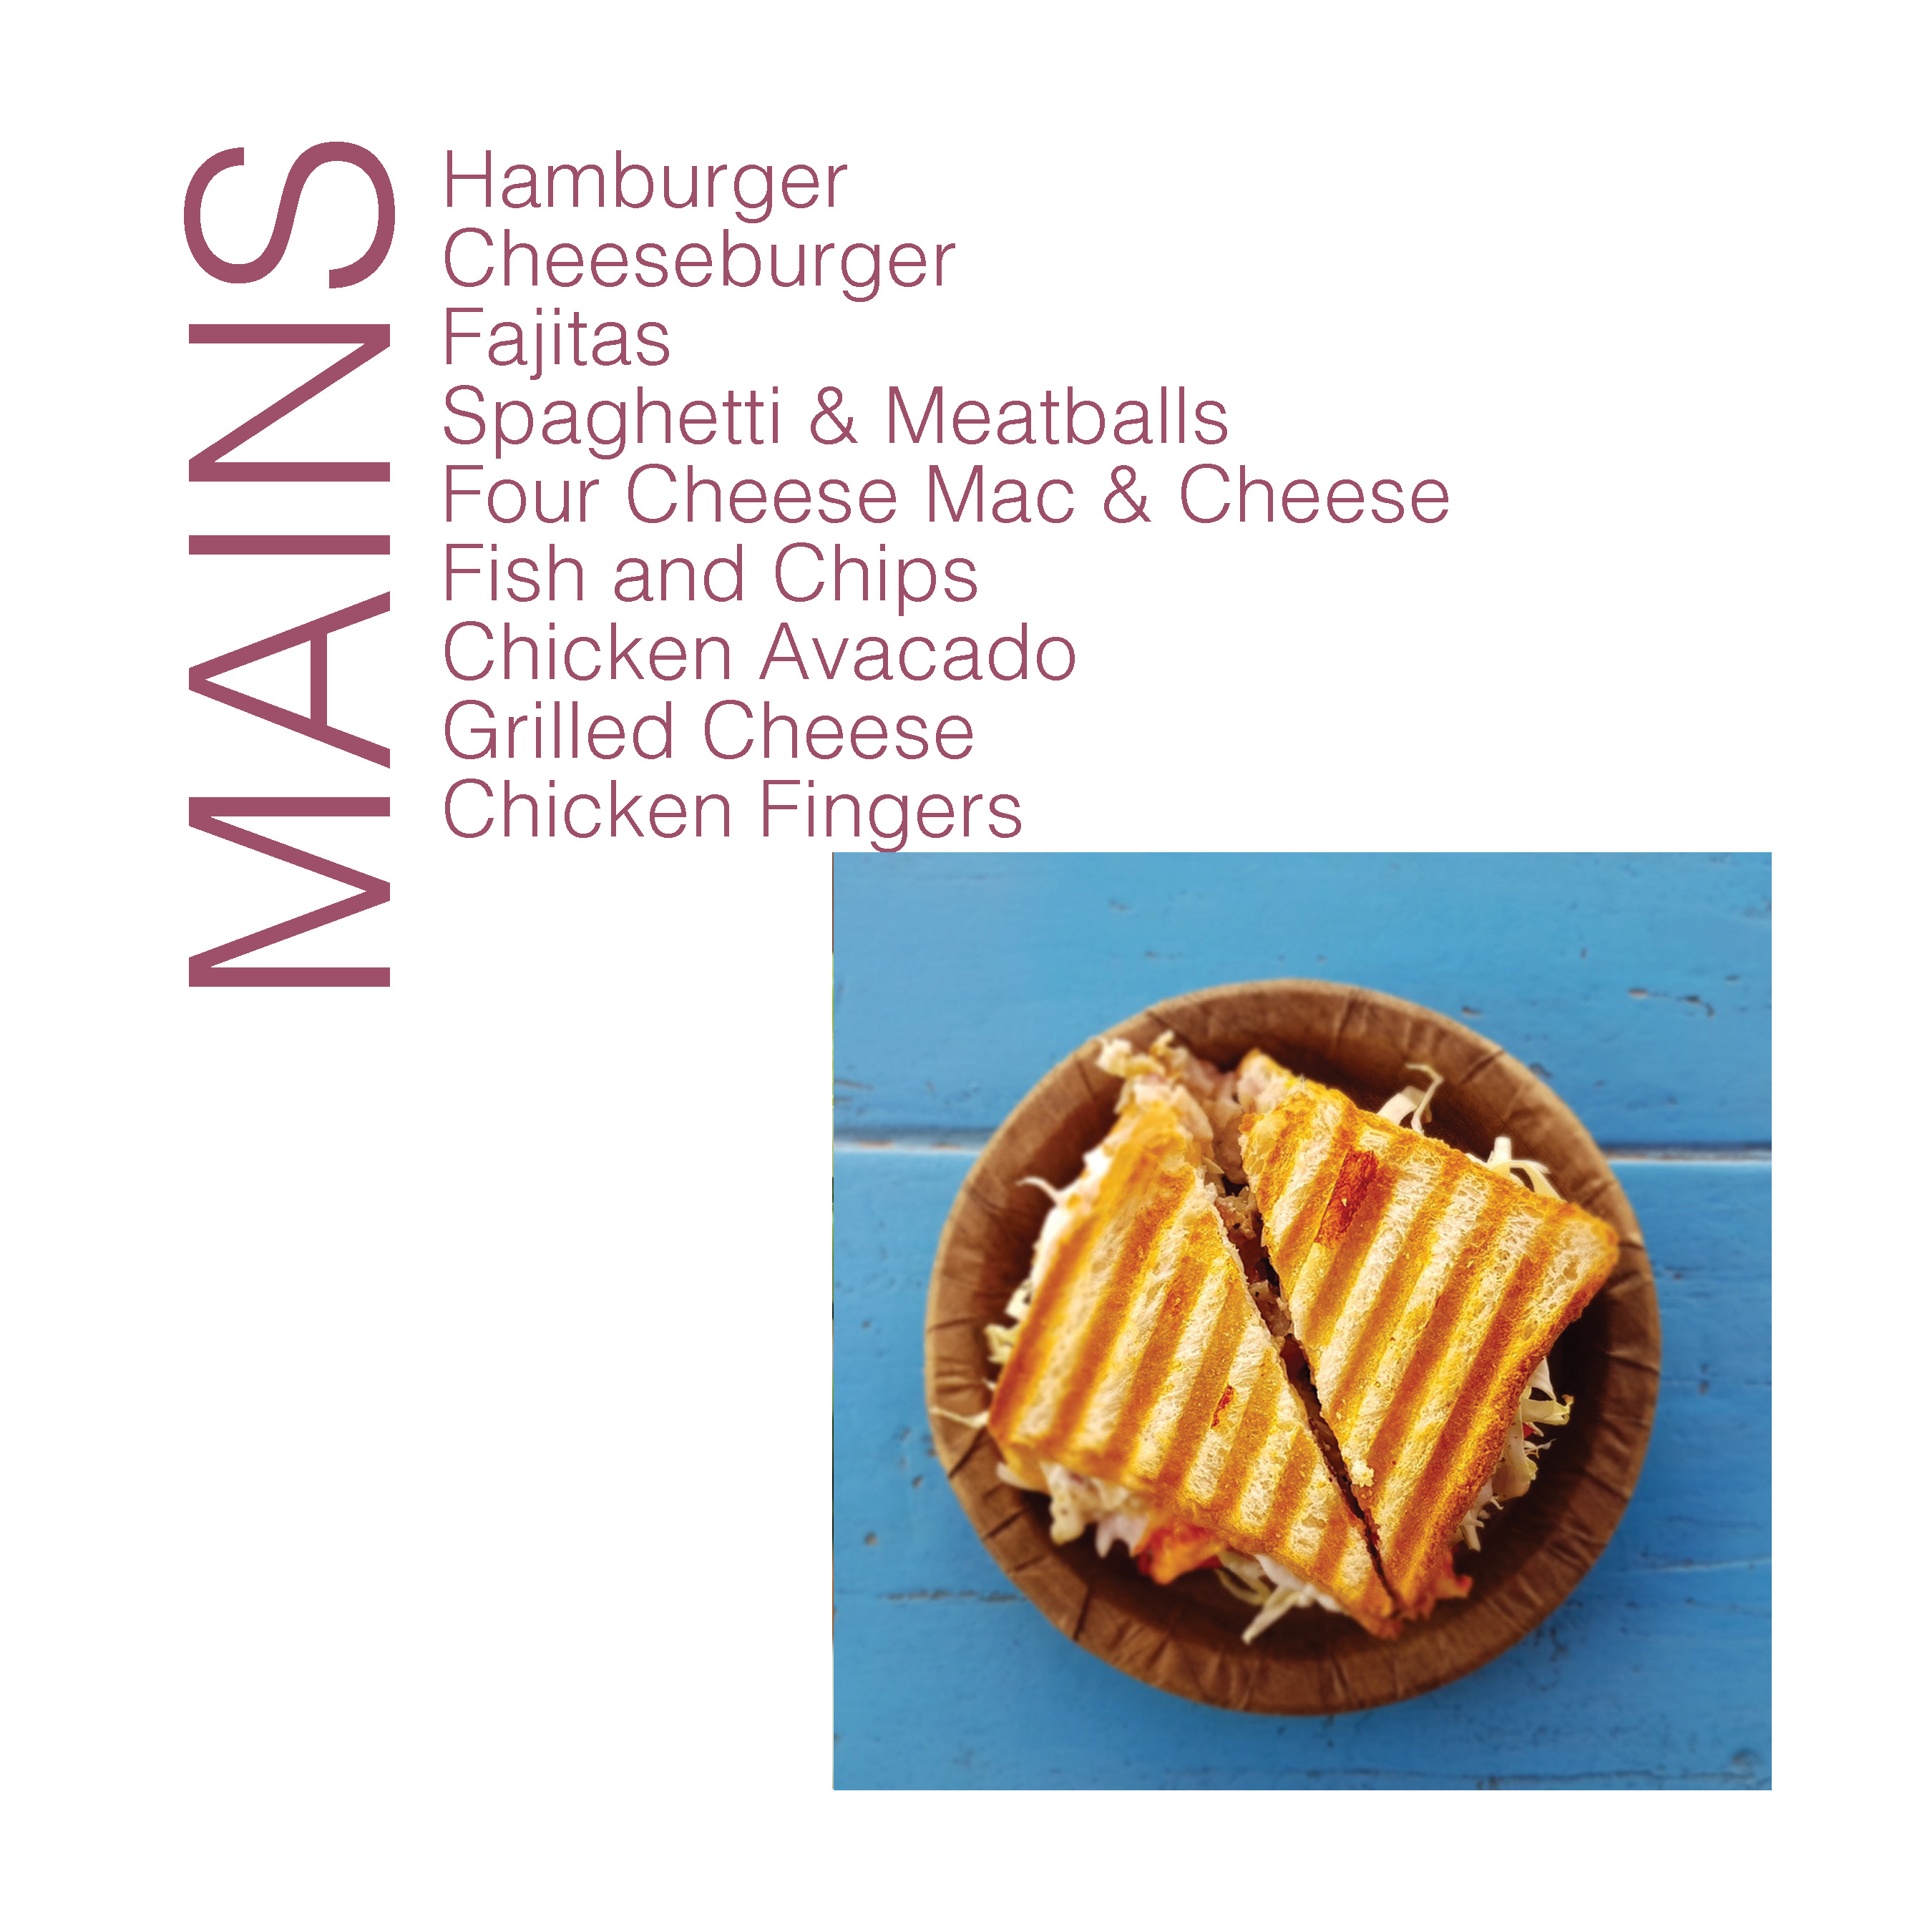 MAINS
Hamburger
Cheeseburger
Fajitas
Spaghetti & Meatballs
Four Cheese Mac & Cheese
Fish and Chips
Chicken Avacado
Grilled Cheese
Chicken Fingers